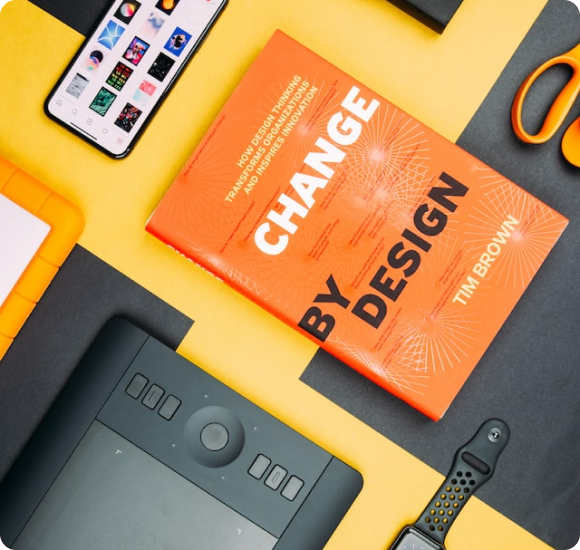 HOW DESIGN THINKING
TRANSFORMS ORGANIZATIONS
AND INSPIRES INNOVATION
CHANGE
BY
DESIGN
TIM BROWN